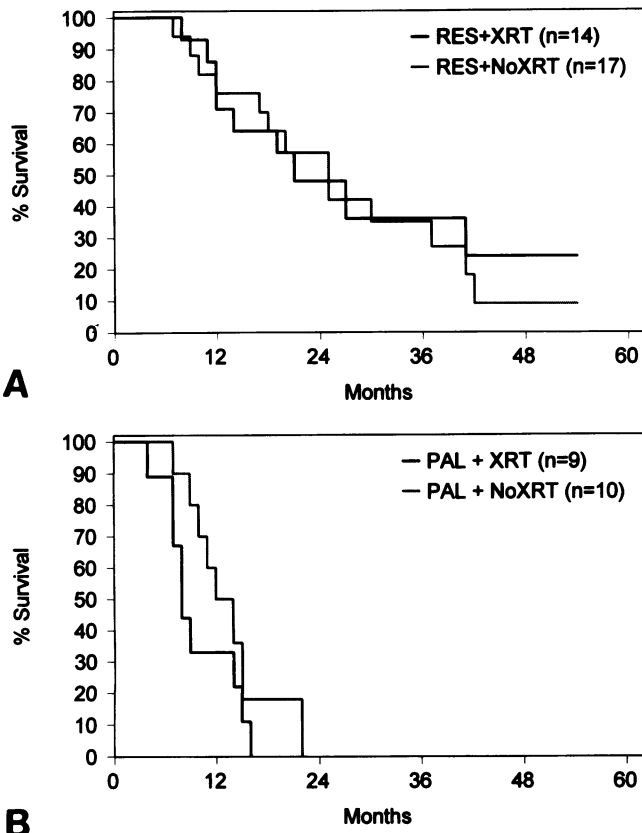 100
90
80
70
60
50
40
30
20
10
0
% Survival
RES+XRT (n=14)
RES+NoXRT (n=17)
0 12 24 36 48 60
Months
A
100
90
80
70
60
50
40
30
20
10
0
% Survival
PAL + XRT (n=9)
PAL + NoXRT (n=10)
0 12 24 36 48 60
Months
B